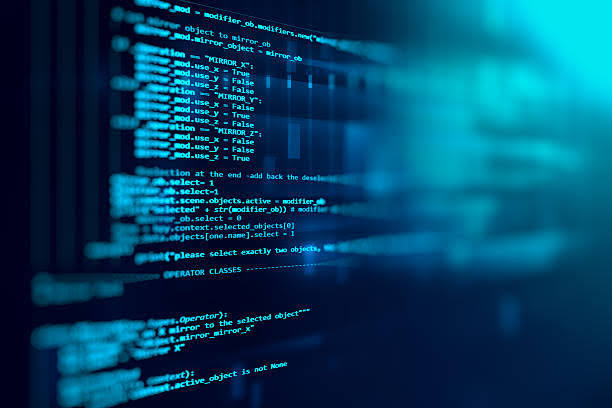 mirror_mod = modifier_ob.modifiers.new("
mirror object to mirror_ob
mirror_mod.mirror_object = mirror_ob
operation == "MIRROR_X":
mirror_mod.use_x = True
mirror_mod.use_y = False
mirror_mod.use_z = False
operation == "MIRROR_Y":
mirror_mod.use_x = False
mirror_mod.use_y = True
mirror_mod.use_z = False
operation == "MIRROR_Z":
mirror_mod.use_x = False
mirror_mod.use_y = False
mirror_mod.use_z = True
selection at the end -add back the
_ob.select= 1
_ob.select=1
context.scene.objects.active = modifier_ob
"selected" + str(modifier_ob)) # modifier
_ob.select = 0
= bpy.context.selected_objects[0]
objects[one.name].select = 1
print("please select exactly two objects,
OPERATOR CLASSES ----------------
types.Operator):
X mirror to the selected object"""
object.mirror_mirror_x"
mirror X"
context):
context.active_object is not None